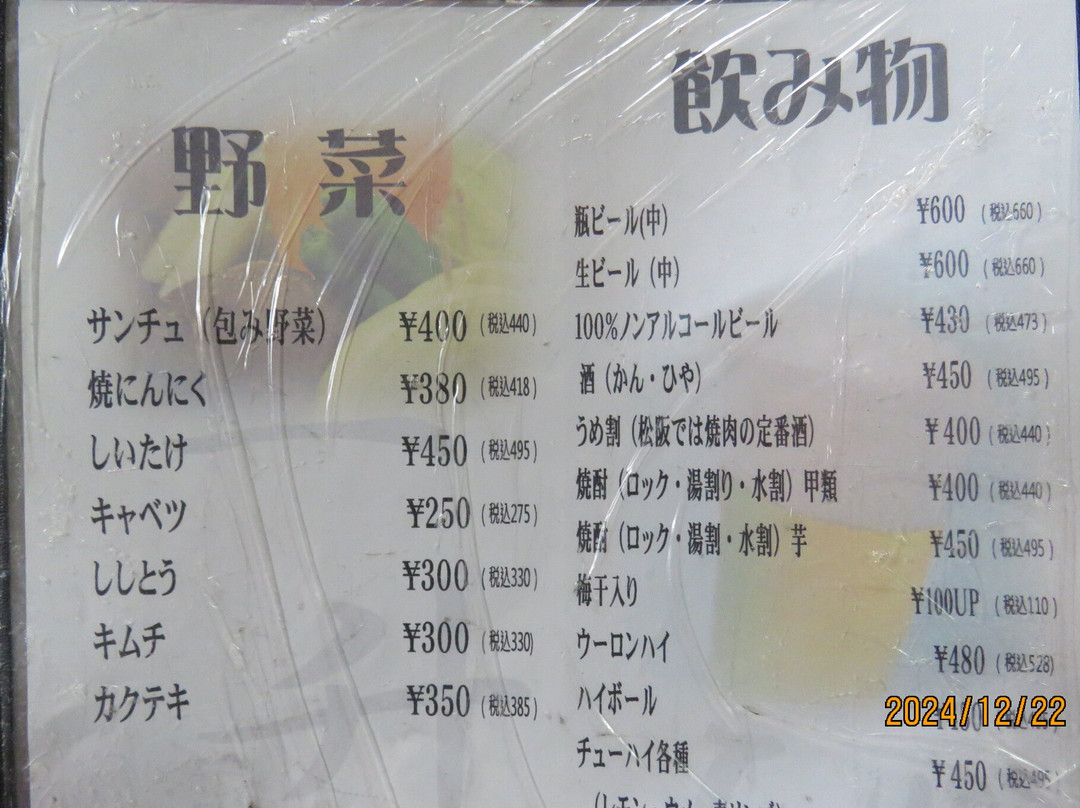 野菜
サンチュ（包み野菜） ¥400 (税込440)
焼にんにく ¥380 (税込418)
しいたけ ¥450 (税込495)
キャベツ ¥250 (税込275)
ししとう ¥300 (税込330)
キムチ ¥300 (税込330)
カクテキ ¥350 (税込385)
飲み物
瓶ビール(中) ¥600 (税込660)
生ビール（中） ¥600 (税込660)
100%ノンアルコールビール ¥430 (税込473)
酒（かん・ひや） ¥450 (税込495)
うめ割（松阪では焼肉の定番酒） ¥400 (税込440)
焼酎（ロック・湯割り・水割）甲類 ¥400 (税込440)
焼酎（ロック・湯割・水割）芋 ¥450 (税込495)
梅干入り ¥100UP (税込110)
ウーロンハイ ¥480 (税込528)
ハイボール
チューハイ各種 ¥450 (税込495)
2024/12/22